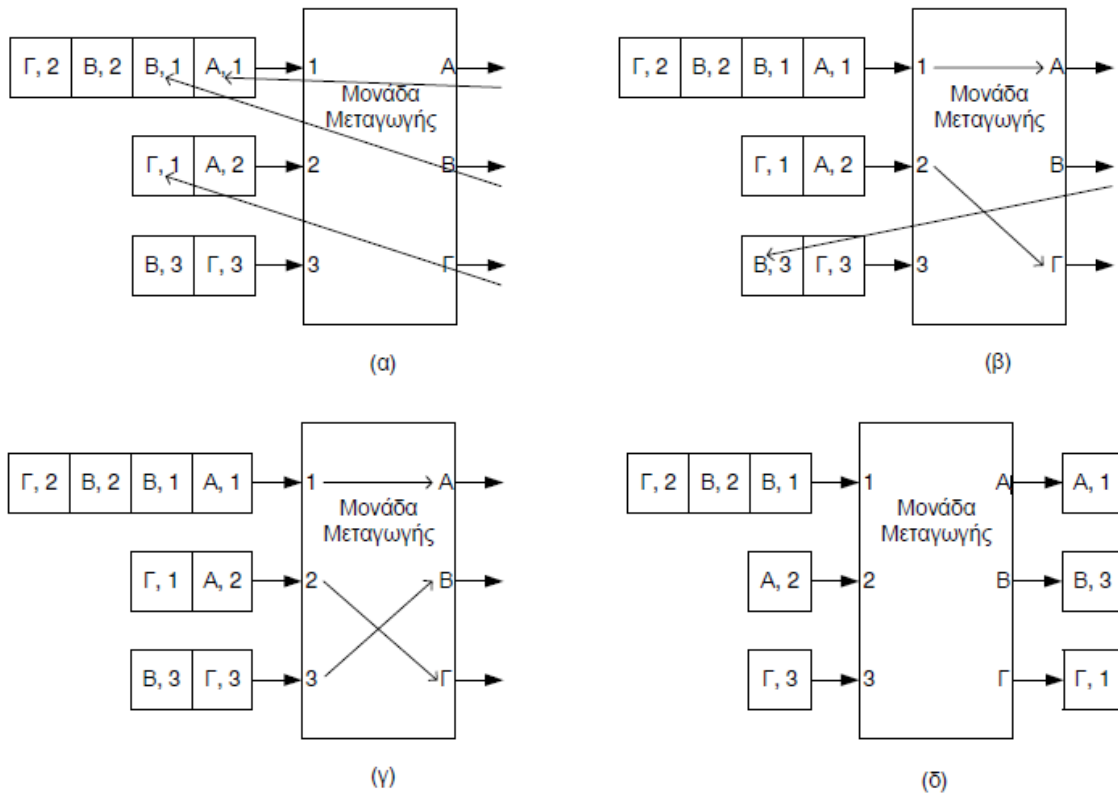 Γ, 2 Β, 2 Β, 1 Α, 1 1 Α
Μονάδα
Μεταγωγής
Γ, 1 Α, 2 2 Β
Β, 3 Γ, 3 3 Γ
(α)
Γ, 2 Β, 2 Β, 1 Α, 1 1 Α
Μονάδα
Μεταγωγής
Γ, 1 Α, 2 2 Β
Β, 3 Γ, 3 3 Γ
(β)
Γ, 2 Β, 2 Β, 1 Α, 1 1 Α
Μονάδα
Μεταγωγής
Γ, 1 Α, 2 2 Β
Β, 3 Γ, 3 3 Γ
(γ)
Γ, 2 Β, 2 Β, 1 1 Α Α, 1
Μονάδα
Μεταγωγής
Α, 2 2 Β Β, 3
Γ, 3 3 Γ Γ, 1
(δ)